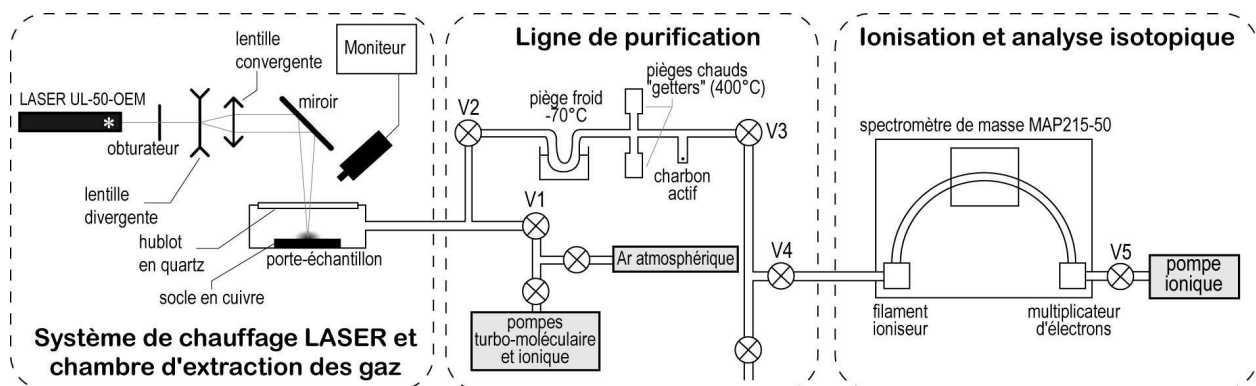 lentille
convergente
Moniteur
LASER UL-50-OEM
*
miroir
obturateur
lentille
divergente
hublot
en quartz
porte-échantillon
socle en cuivre
Système de chauffage LASER et
chambre d'extraction des gaz
Ligne de purification
pièges chauds
"getters" (400°C)
piège froid
-70°C
V2
V3
charbon
actif
V1
Ar atmosphérique
V4
pompes
turbo-moléculaire
et ionique
Ionisation et analyse isotopique
spectromètre de masse MAP215-50
V5
pompe
ionique
filament
ioniseur
multiplicateur
d'électrons